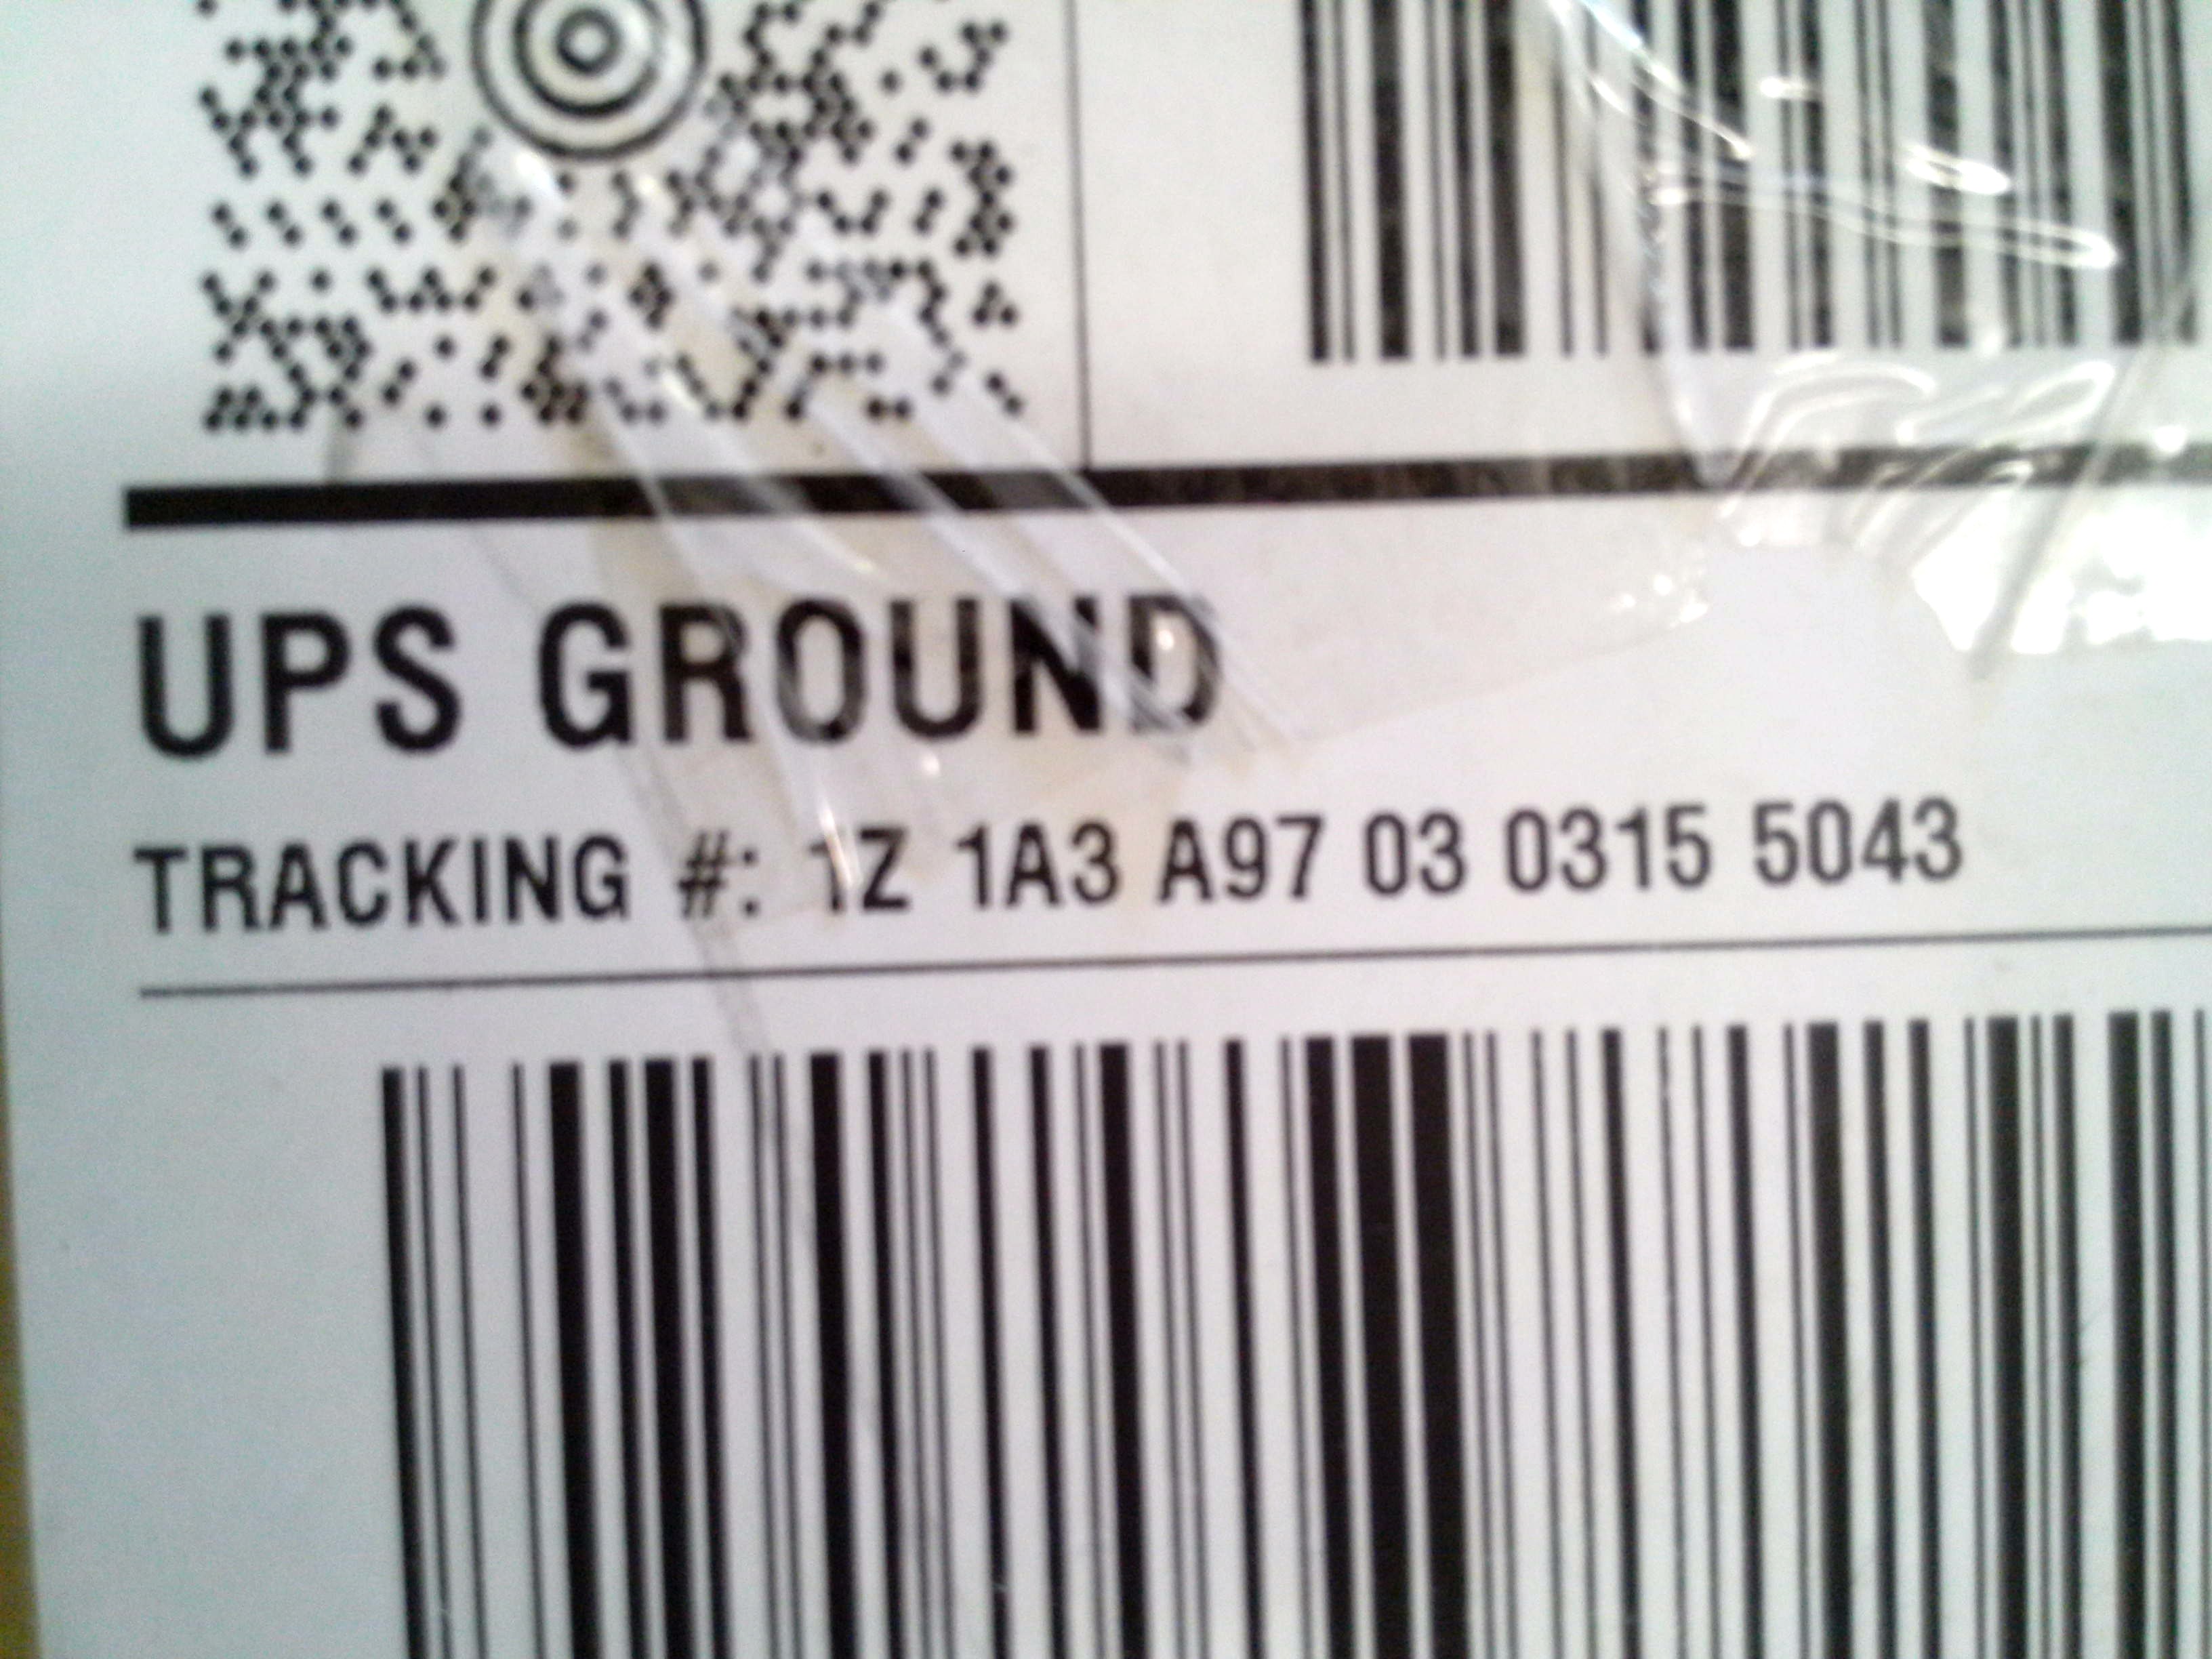 UPS GROUND
TRACKING #: 1Z 1A3 A97 03 0315 5043